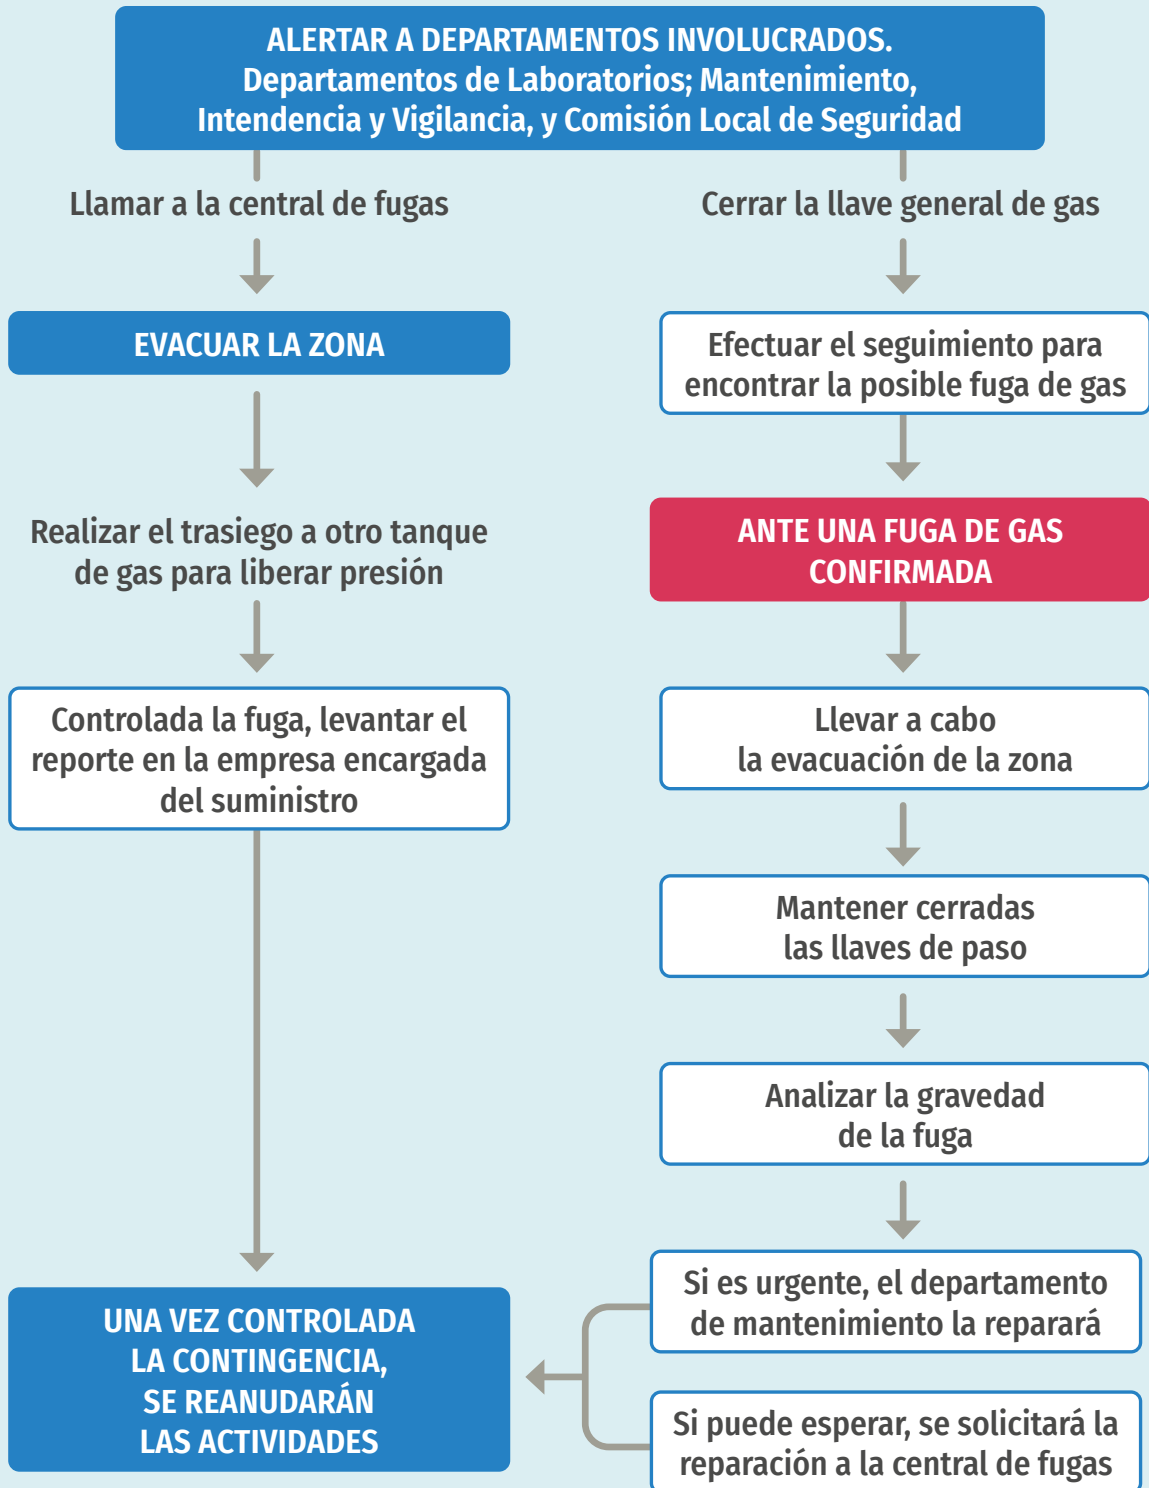 ALERTAR A DEPARTAMENTOS INVOLUCRADOS.
Departamentos de Laboratorios; Mantenimiento,
Intendencia y Vigilancia, y Comisión Local de Seguridad
Llamar a la central de fugas
EVACUAR LA ZONA
Realizar el trasiego a otro tanque
de gas para liberar presión
Controlada la fuga, levantar el
reporte en la empresa encargada
del suministro
Cerrar la llave general de gas
Efectuar el seguimiento para
encontrar la posible fuga de gas
ANTE UNA FUGA DE GAS
CONFIRMADA
Llevar a cabo
la evacuación de la zona
Mantener cerradas
las llaves de paso
Analizar la gravedad
de la fuga
Si es urgente, el departamento
de mantenimiento la reparará
Si puede esperar, se solicitará la
reparación a la central de fugas
UNA VEZ CONTROLADA
LA CONTINGENCIA,
SE REANUDARÁN
LAS ACTIVIDADES